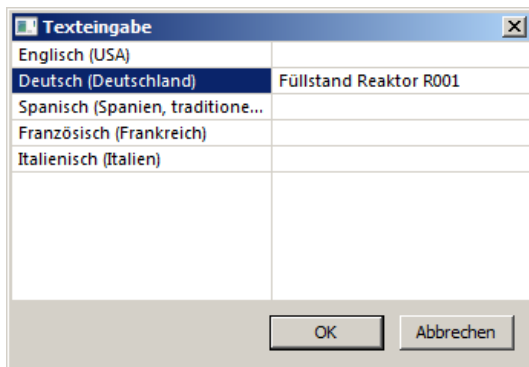 Texteingabe
Englisch (USA)
Deutsch (Deutschland) Füllstand Reaktor R001
Spanisch (Spanien, traditione...
Französisch (Frankreich)
Italienisch (Italien)
OK Abbrechen